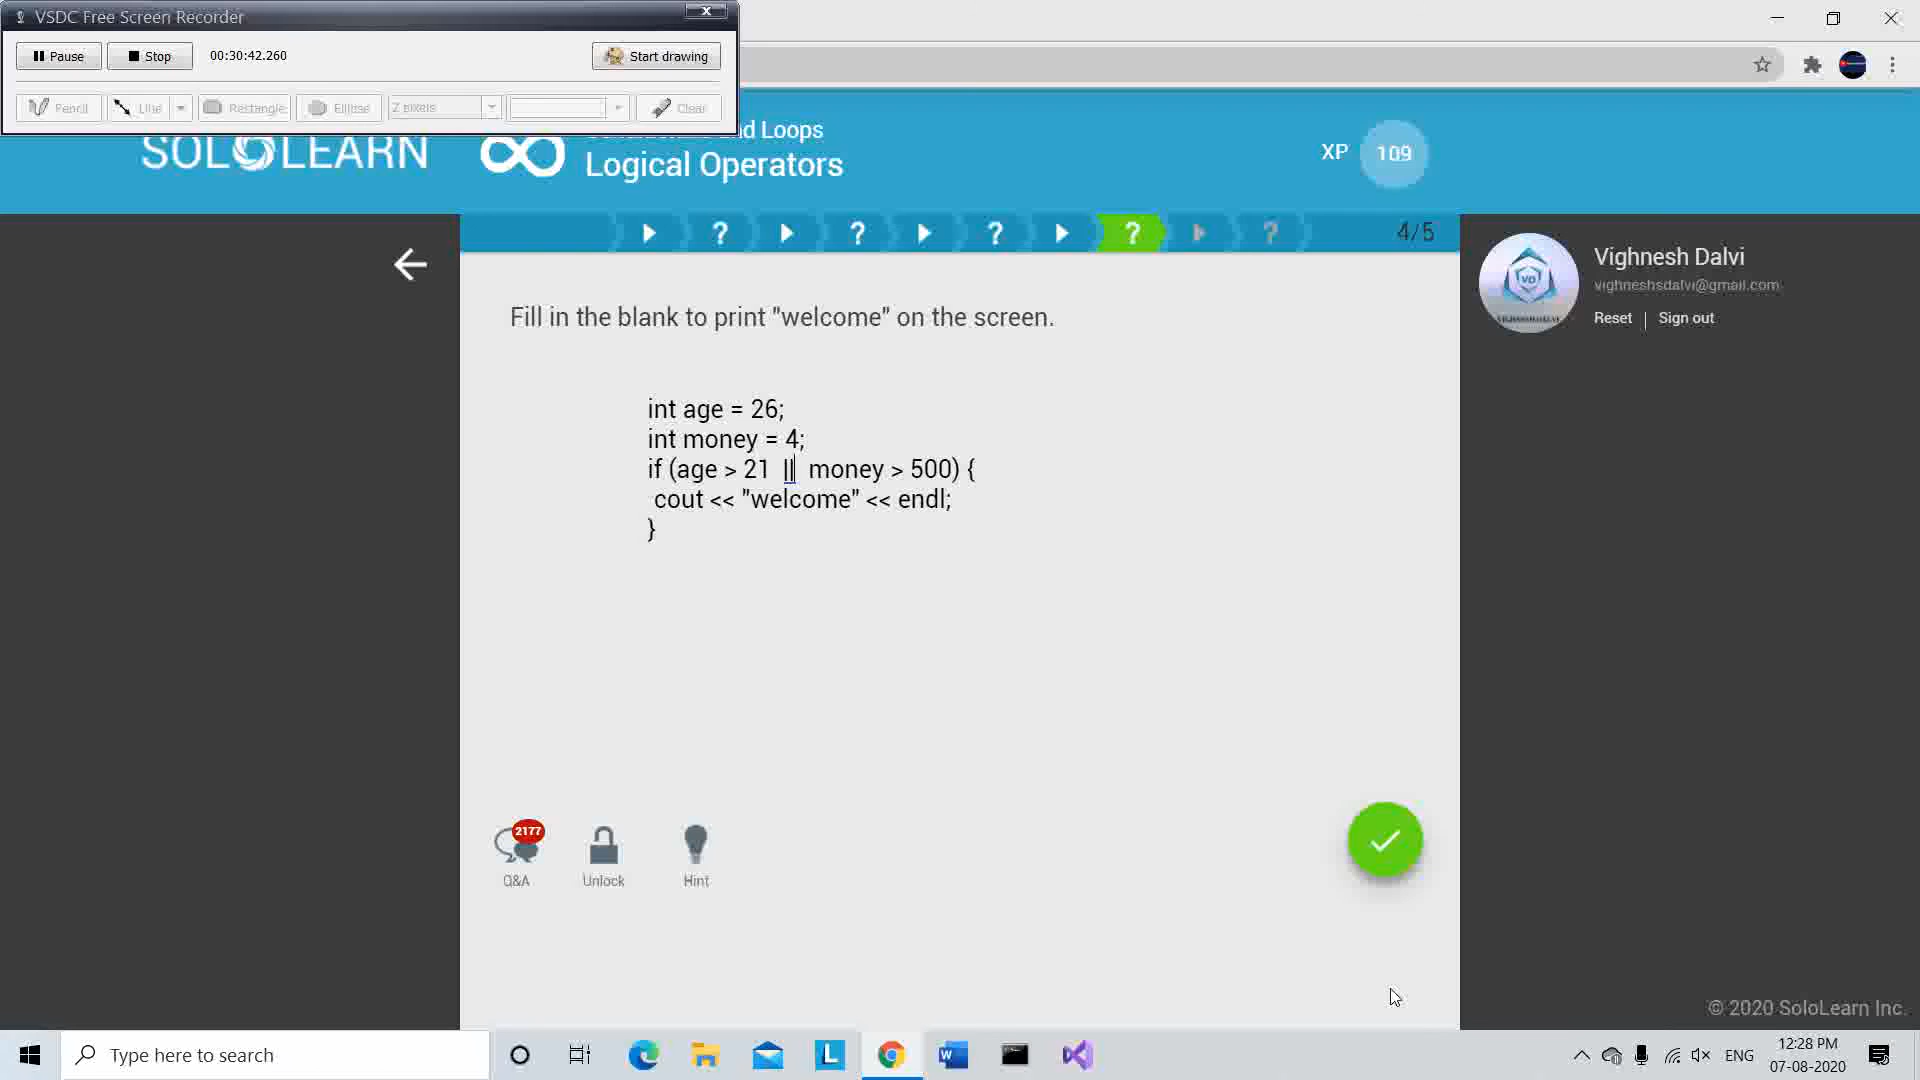 VSDC Free Screen Recorder
Pause
Stop
00:30:42.260
Start drawing
Pencil
Line
Rectangle
Ellipse
2 pixels
Clear
SOLOLEARN
Loops
Logical Operators
XP
109
? ? ? ? ?
4/5
Vighnesh Dalvi
vighneshsdalvi@gmail.com
Reset | Sign out
Fill in the blank to print "welcome" on the screen.
int age = 26;
int money = 4;
if (age > 21 || money > 500) {
cout << "welcome" << endl;
}
2177
Q&A
Unlock
Hint
© 2020 SoloLearn Inc.
Type here to search
ENG
12:28 PM
07-08-2020